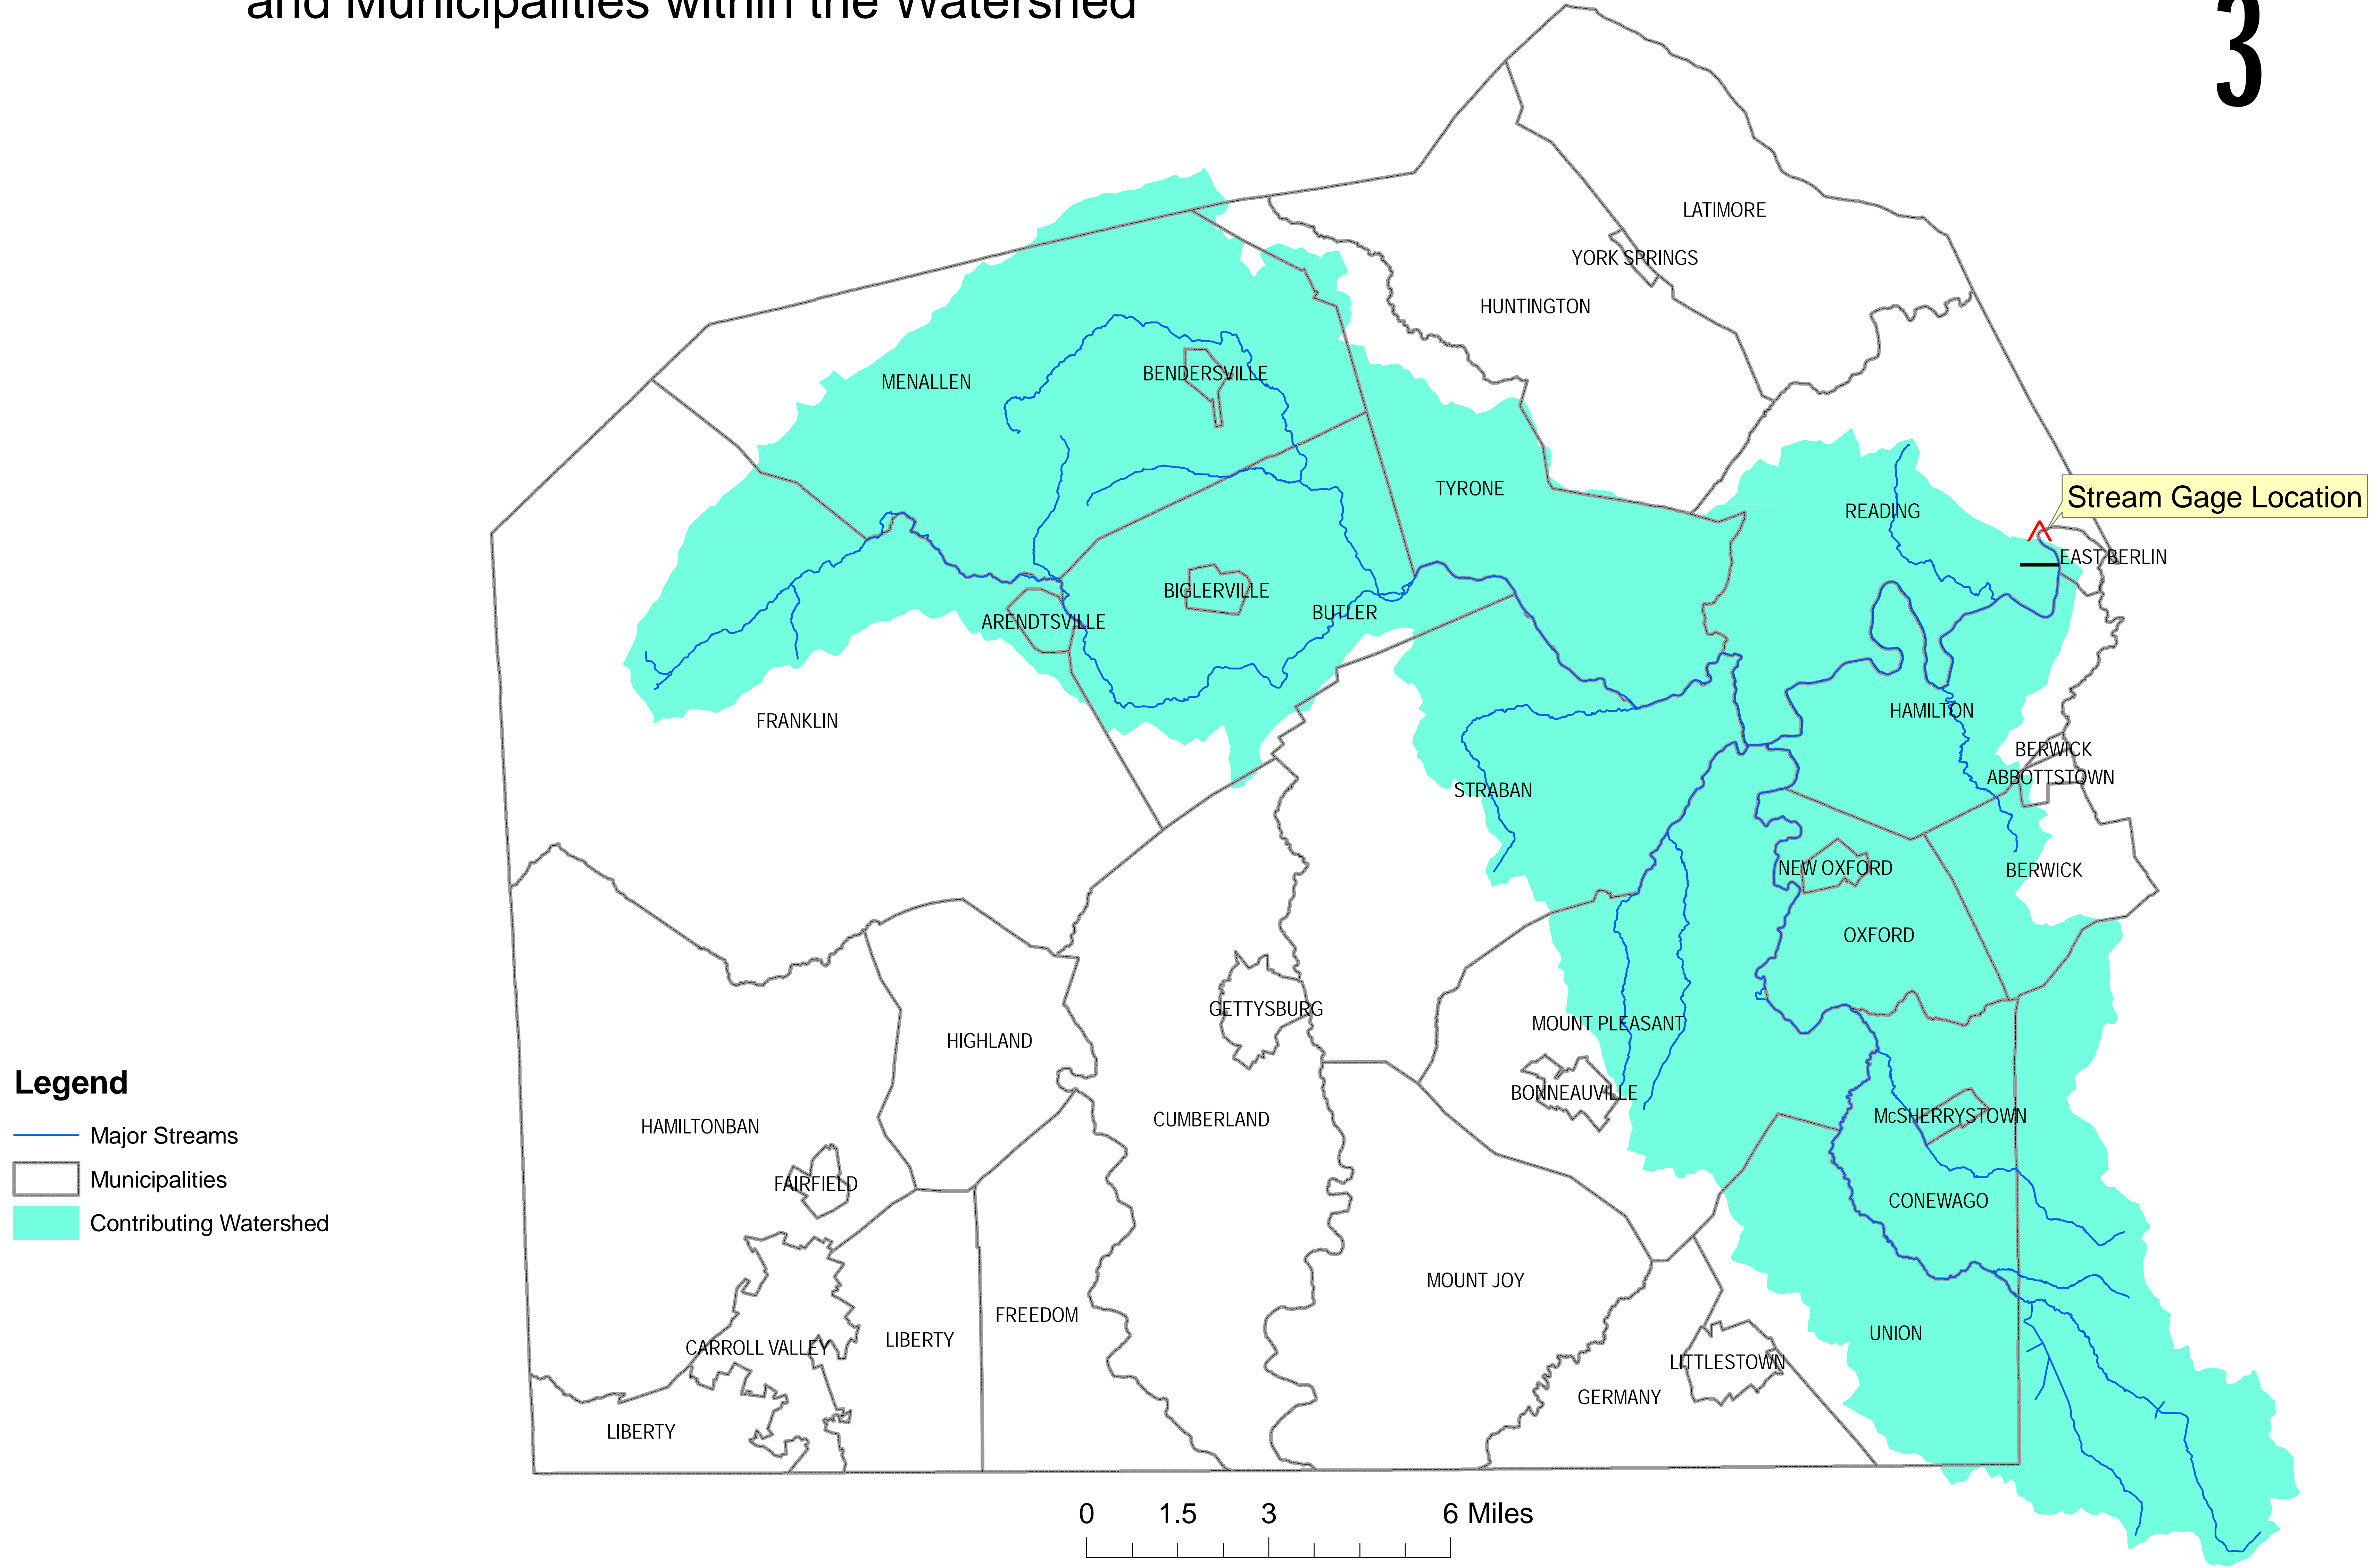 and Municipalities within the Watershed
3
LATIMORE
YORK SPRINGS
HUNTINGTON
MENALLEN
BENDERSVILLE
TYRONE
READING
Stream Gage Location
EAST BERLIN
BIGLERVILLE
BUTLER
ARENDTSVILLE
FRANKLIN
HAMILTON
BERWICK
ABBOTTSTOWN
STRABAN
NEW OXFORD
BERWICK
OXFORD
GETTYSBURG
MOUNT PLEASANT
HIGHLAND
BONNEAUVILLE
McSHERRYSTOWN
CUMBERLAND
HAMILTONBAN
FAIRFIELD
CONEWAGO
MOUNT JOY
FREEDOM
UNION
LIBERTY
CARROLL VALLEY
LITTLESTOWN
GERMANY
LIBERTY
Legend
Major Streams
Municipalities
Contributing Watershed
0 1.5 3 6 Miles